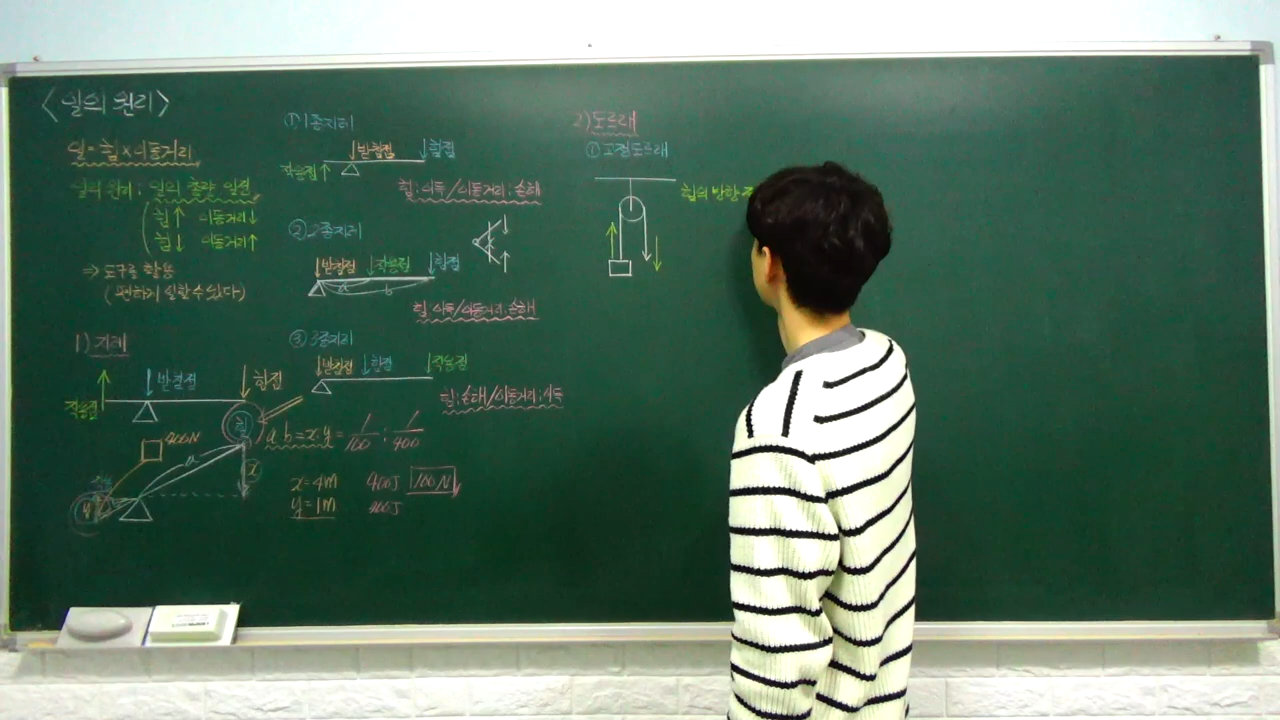 〈일의 원리〉
일=힘×이동거리
일의 원리 : 일의 총량 일정
힘↑ 이동거리↓
힘↓ 이동거리↑
⇒ 도구를 활용
(편하게 일할 수 있다)
1) 지레
↑ ↓받침점 ↓힘점
작용점
힘
400N
a
x
y
a:b=x:y = 1/100 : 1/400
x=4m 400J 100N
y=1m 400J
①1종지레
↓받침점 ↓힘점
작용점↑
힘:이득/이동거리:손해
②2종지레
↓받침점 ↓작용점 ↓힘점
a b
힘:이득/이동거리:손해
③3종지레
↓받침점 ↓힘점 ↓작용점
힘:손해/이동거리:이득
2)도르래
①고정도르래
힘의 방향